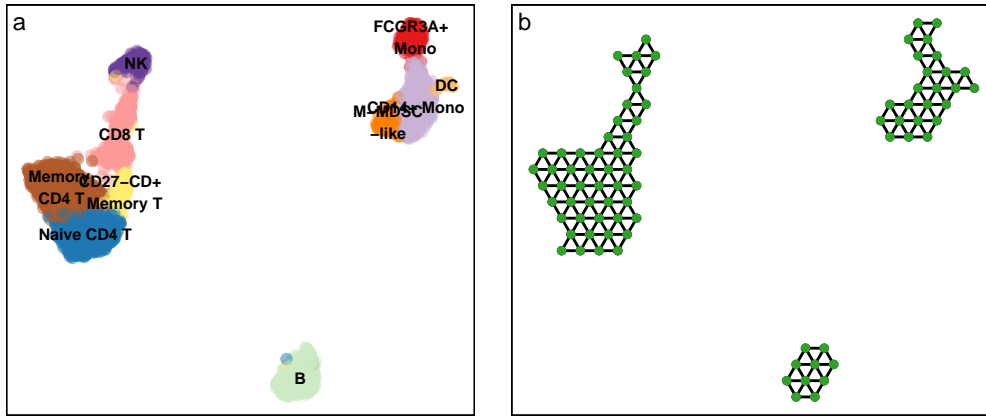 a
b
FCGR3A+
Mono
NK
DC
CD14+ Mono
M−MDSC
−like
CD8 T
Memory
CD4 T
CD27−CD+
Memory T
Naive CD4 T
B